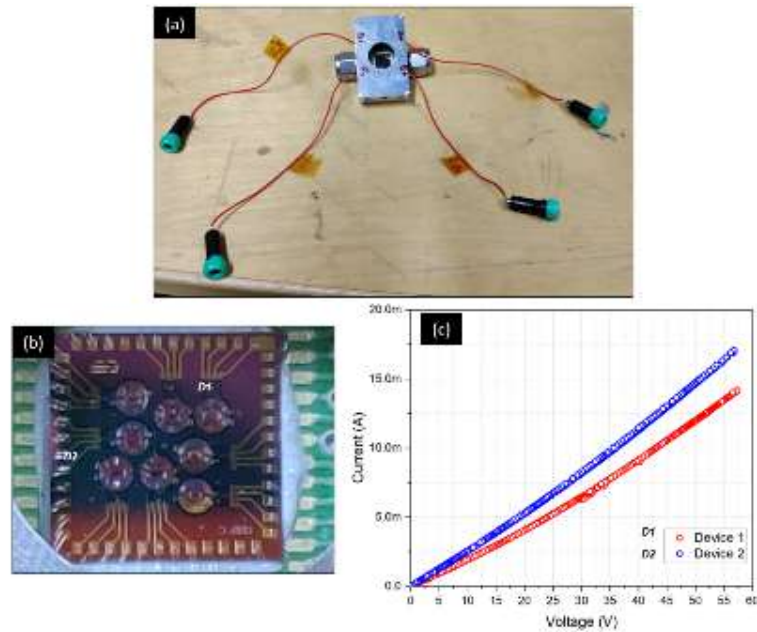 (a)
(b)
D1
D2
(c)
20.0m
15.0m
10.0m
5.0m
0.0
Current (A)
0 5 10 15 20 25 30 35 40 45 50 55 60
Voltage (V)
D1 Device 1
D2 Device 2